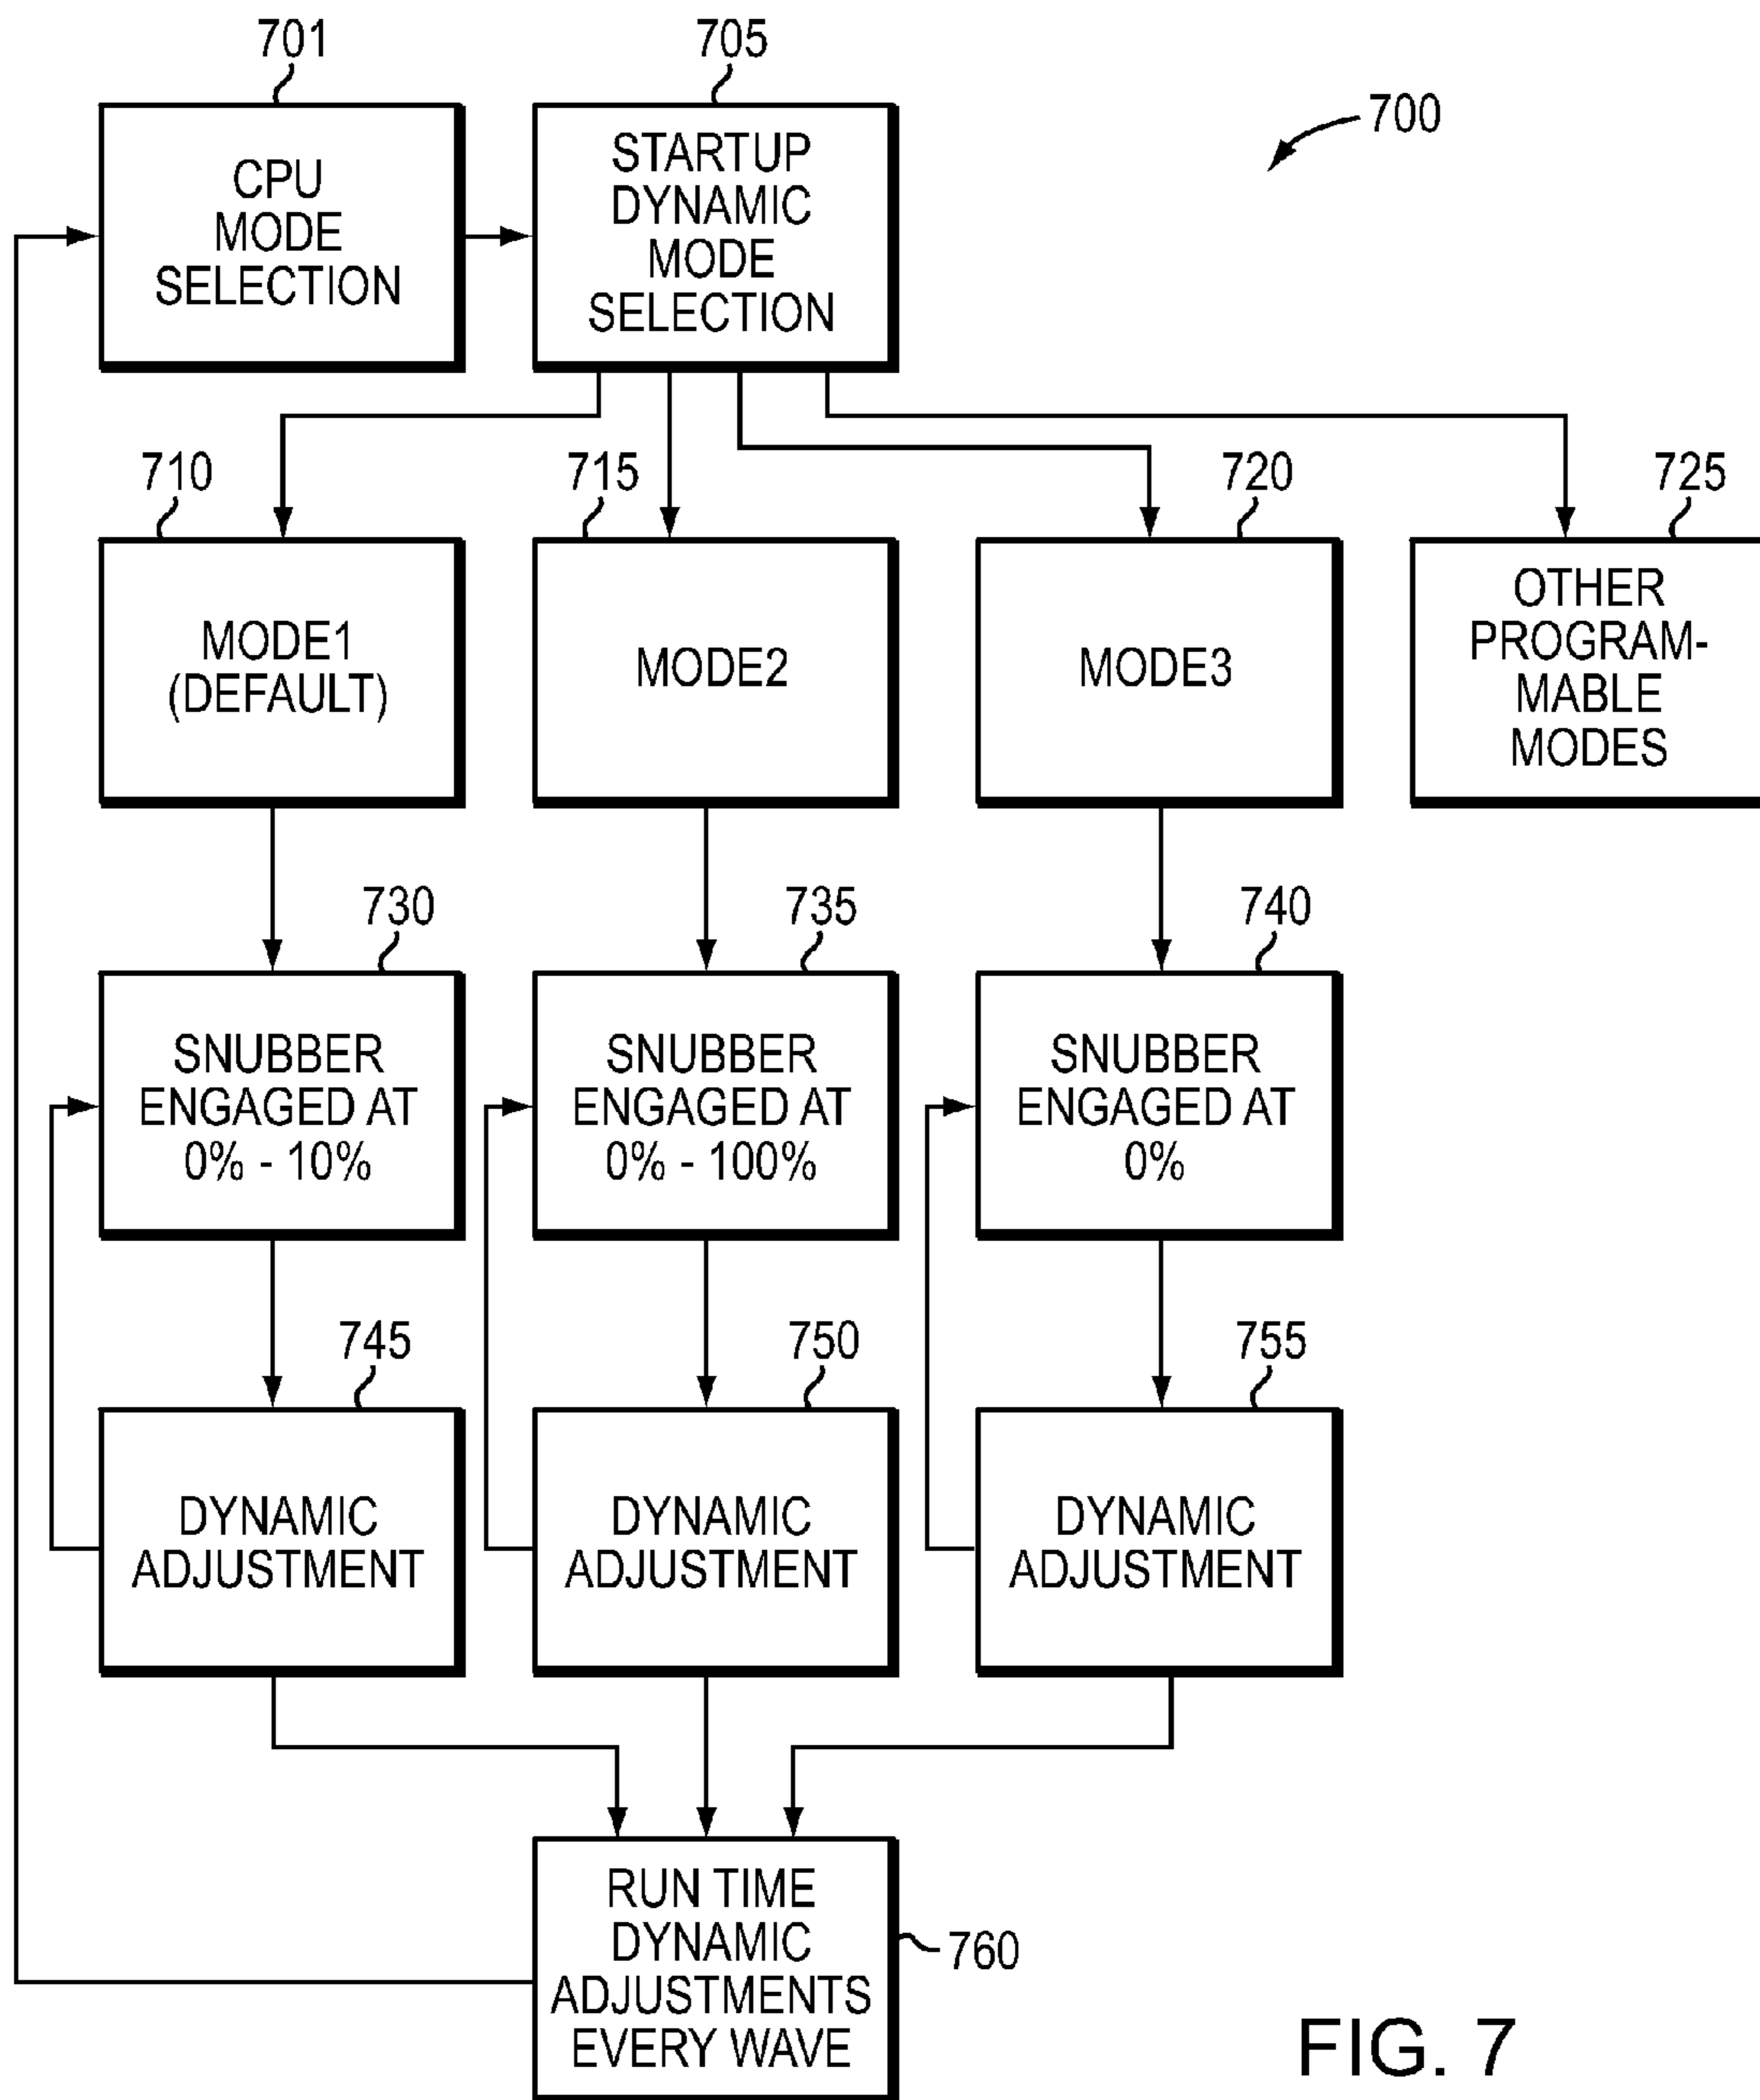 701
705
700
CPU
MODE
SELECTION
STARTUP
DYNAMIC
MODE
SELECTION
710
715
720
725
MODE1
(DEFAULT)
MODE2
MODE3
OTHER
PROGRAM-
MABLE
MODES
730
735
740
SNUBBER
ENGAGED AT
0% - 10%
SNUBBER
ENGAGED AT
0% - 100%
SNUBBER
ENGAGED AT
0%
745
750
755
DYNAMIC
ADJUSTMENT
DYNAMIC
ADJUSTMENT
DYNAMIC
ADJUSTMENT
RUN TIME
DYNAMIC
ADJUSTMENTS
EVERY WAVE
760
FIG. 7